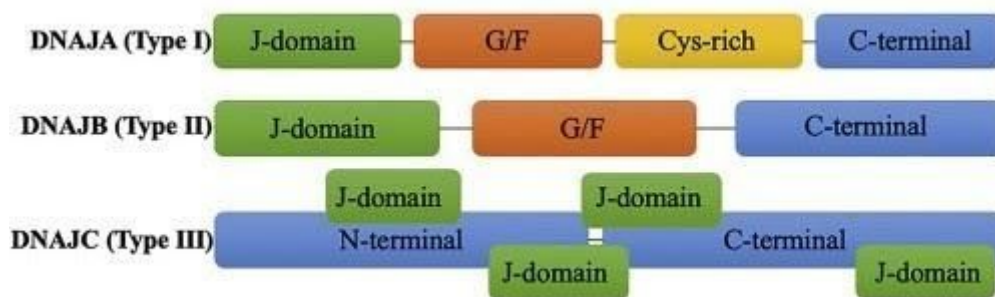 DNAJA (Type I) J-domain G/F Cys-rich C-terminal
DNAJB (Type II) J-domain G/F C-terminal
J-domain J-domain
DNAJC (Type III) N-terminal C-terminal
J-domain J-domain